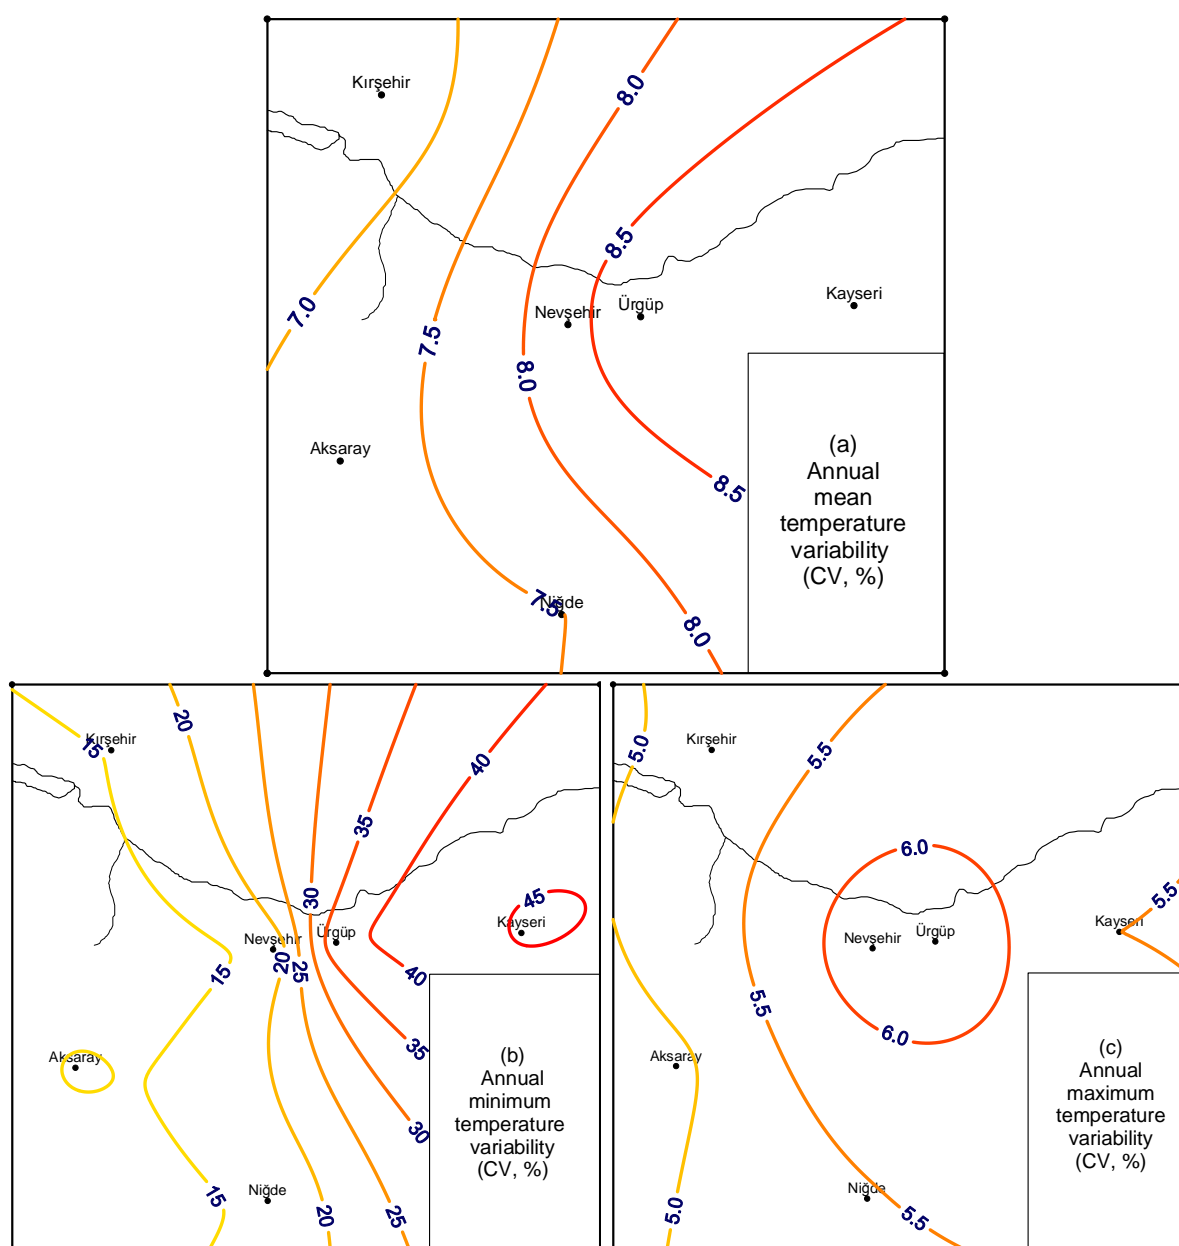 Kırşehir
8.0
8.5
7.0
Nevşehir
Ürgüp
Kayseri
7.5
8.0
Aksaray
8.5
(a)
Annual
mean
temperature
variability
(CV, %)
7.5
Niğde
8.0
20
Kırşehir
15
40
35
30
45
Kayseri
Nevşehir
Ürgüp
20
25
15
40
Aksaray
35
30
15
Niğde
20
25
(b)
Annual
minimum
temperature
variability
(CV, %)
5.0
Kırşehir
5.5
6.0
5.5
Kayseri
Nevşehir
Ürgüp
5.5
6.0
Aksaray
5.0
Niğde
5.5
(c)
Annual
maximum
temperature
variability
(CV, %)